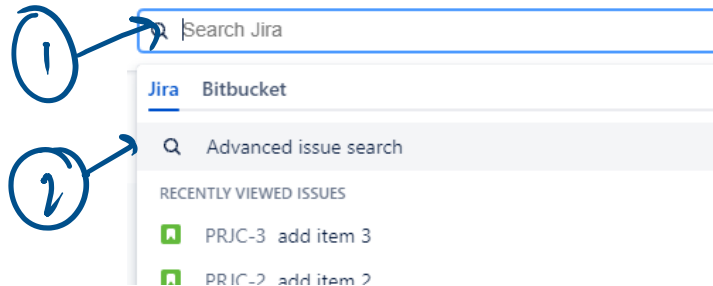 1
Search Jira
Jira Bitbucket
2
Advanced issue search
RECENTLY VIEWED ISSUES
PRJC-3 add item 3
PRJC-2 add item 2